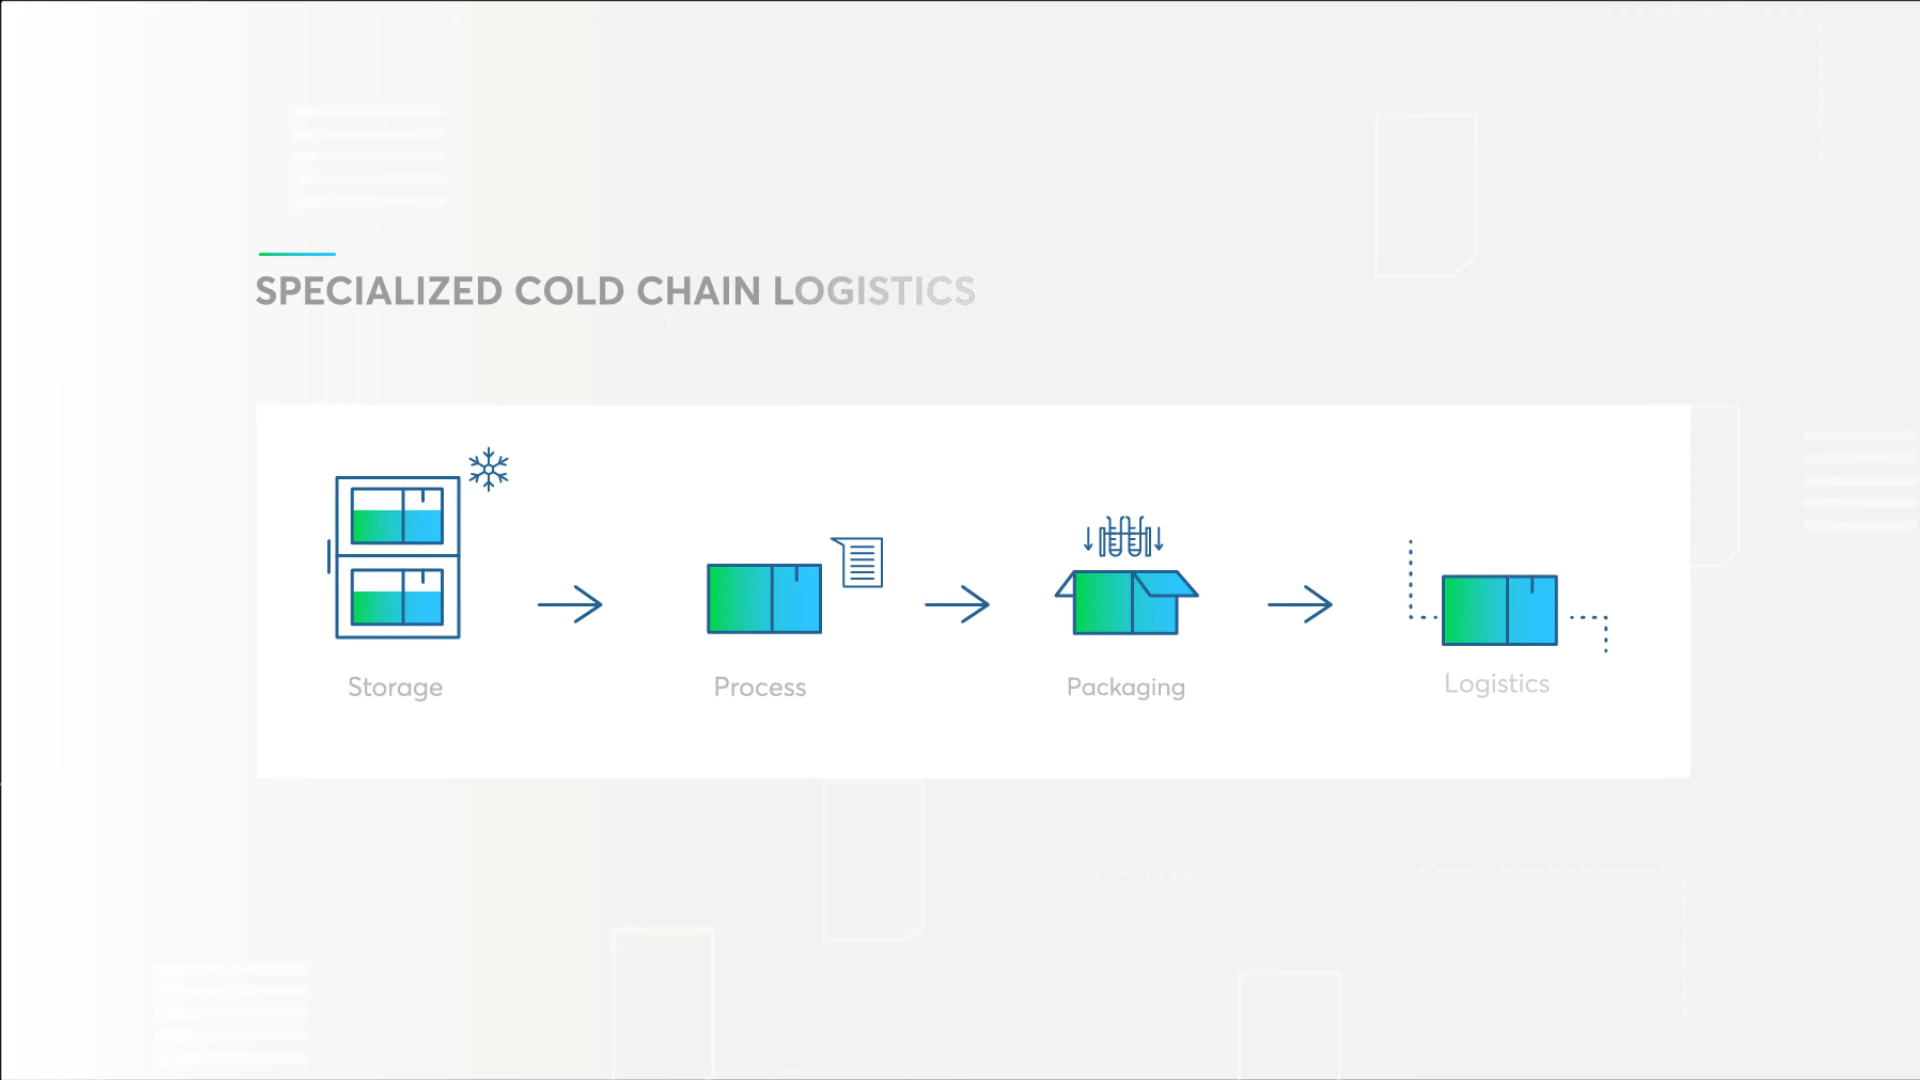 SPECIALIZED COLD CHAIN LOGISTICS
Storage
Process
Packaging
Logistics